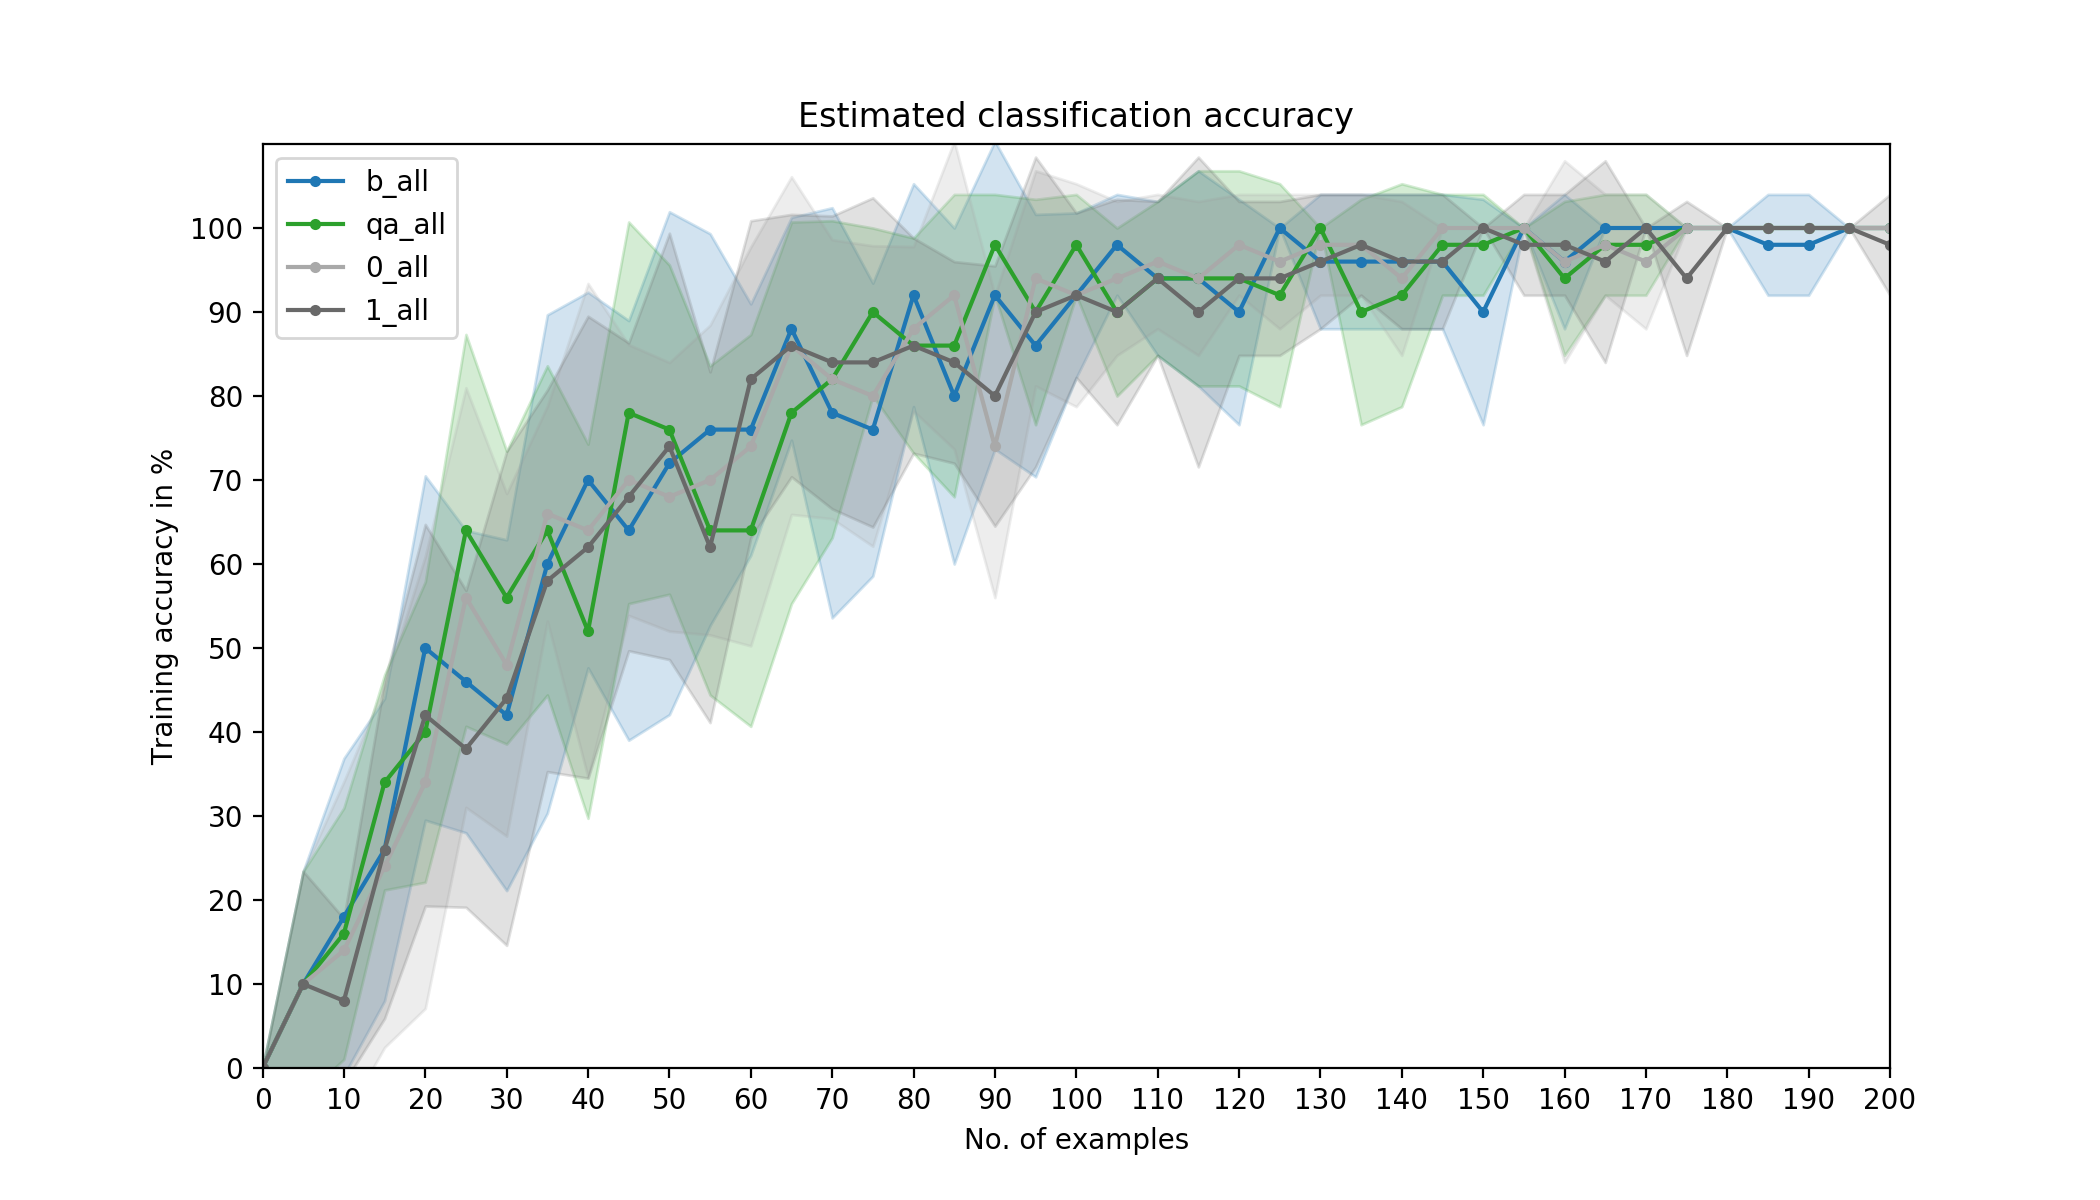 Estimated classification accuracy
b_all
qa_all
0_all
1_all
Training accuracy in %
100
90
80
70
60
50
40
30
20
10
0
0 10 20 30 40 50 60 70 80 90 100 110 120 130 140 150 160 170 180 190 200
No. of examples